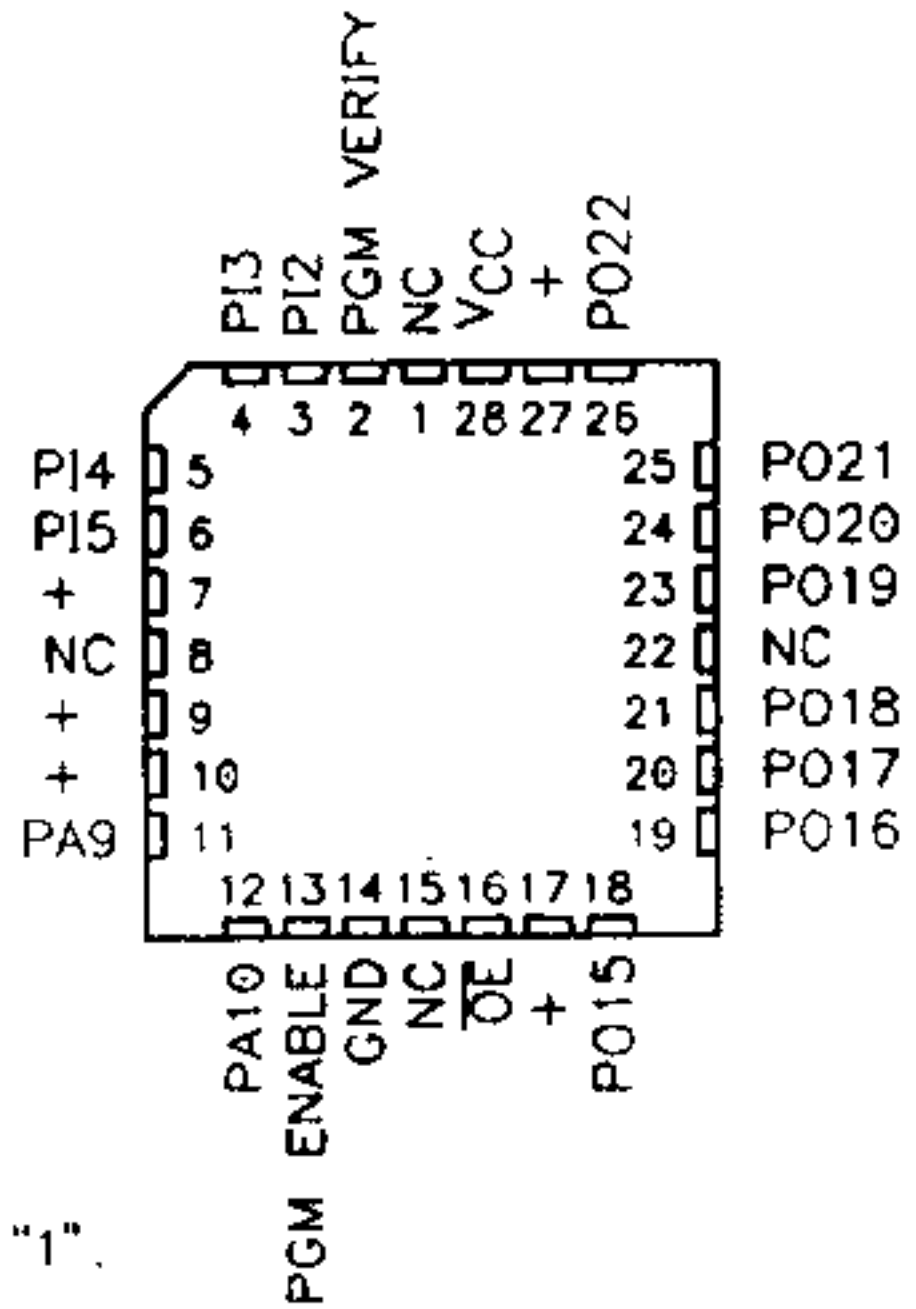 PI3 PI2 PGM VERIFY NC VCC + PO22
4 3 2 1 28 27 26
PI4 5 25 PO21
PI5 6 24 PO20
+ 7 23 PO19
NC 8 22 NC
+ 9 21 PO18
+ 10 20 PO17
PA9 11 19 PO16
12 13 14 15 16 17 18
PA10 PGM ENABLE GND NC O̅E̅ + PO15
"1".